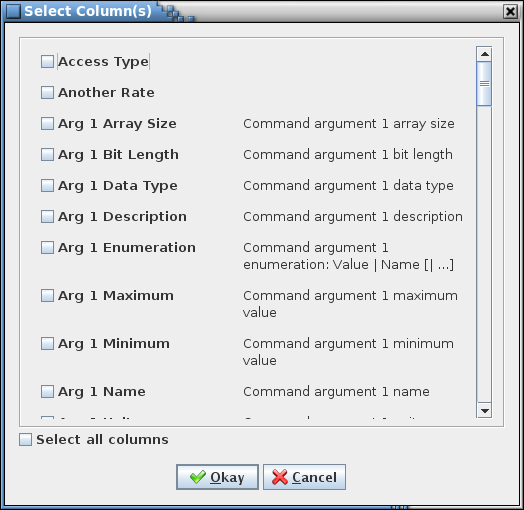 Select Column(s)
Access Type
Another Rate
Arg 1 Array Size Command argument 1 array size
Arg 1 Bit Length Command argument 1 bit length
Arg 1 Data Type Command argument 1 data type
Arg 1 Description Command argument 1 description
Arg 1 Enumeration Command argument 1
enumeration: Value | Name [| ...]
Arg 1 Maximum Command argument 1 maximum
value
Arg 1 Minimum Command argument 1 minimum
value
Arg 1 Name Command argument 1 name
Select all columns
Okay Cancel